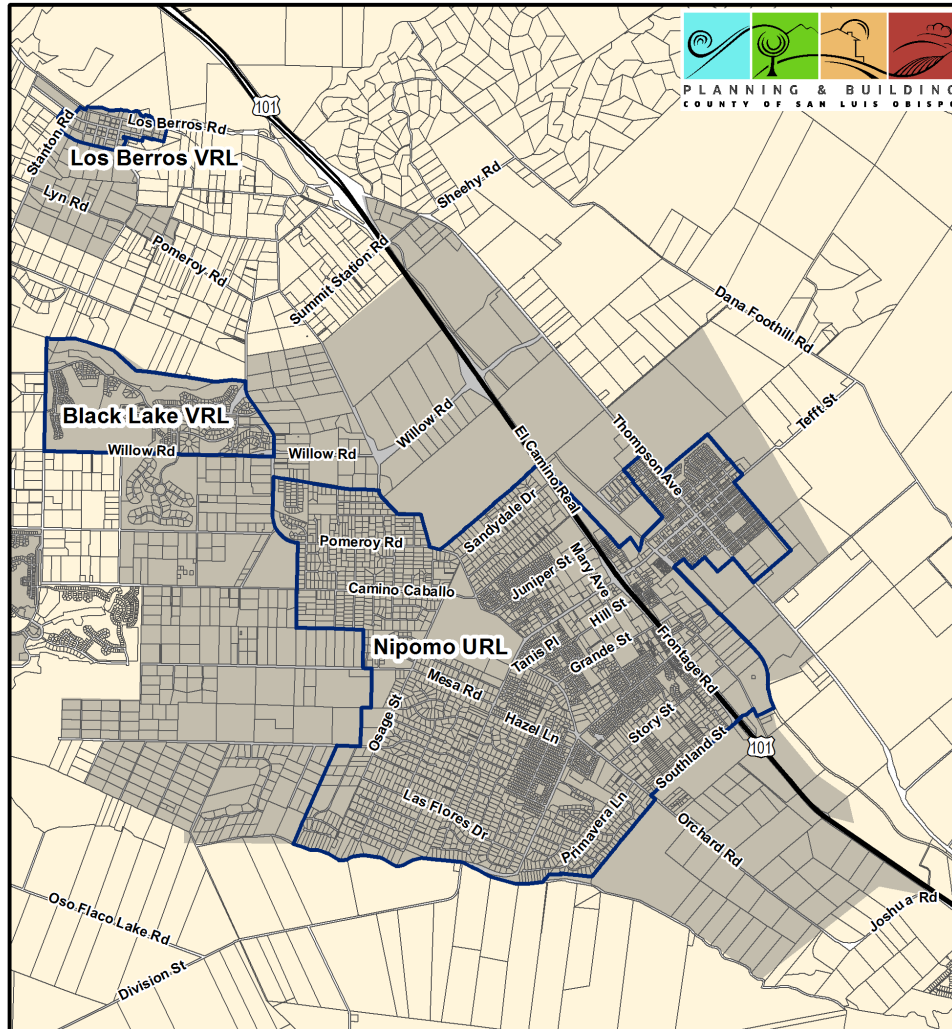 PLANNING & BUILDING
COUNTY OF SAN LUIS OBISPO
101
Stanton Rd
Los Berros Rd
Los Berros VRL
Lyn Rd
Pomeroy Rd
Sheehy Rd
Summit Station Rd
Dana Foothill Rd
Tefft St
Black Lake VRL
Willow Rd
Willow Rd
Willow Rd
El Camino Real
Thompson Ave
Sandydale Dr
Pomeroy Rd
Juniper St
Mary Ave
Camino Caballo
Hill St
Nipomo URL
Tanis Pl
Grande St
Frontage Rd
Mesa Rd
Osage St
Hazel Ln
Story St
Southland St
101
Las Flores Dr
Primavera Ln
Orchard Rd
Joshua Rd
Oso Flaco Lake Rd
Division St